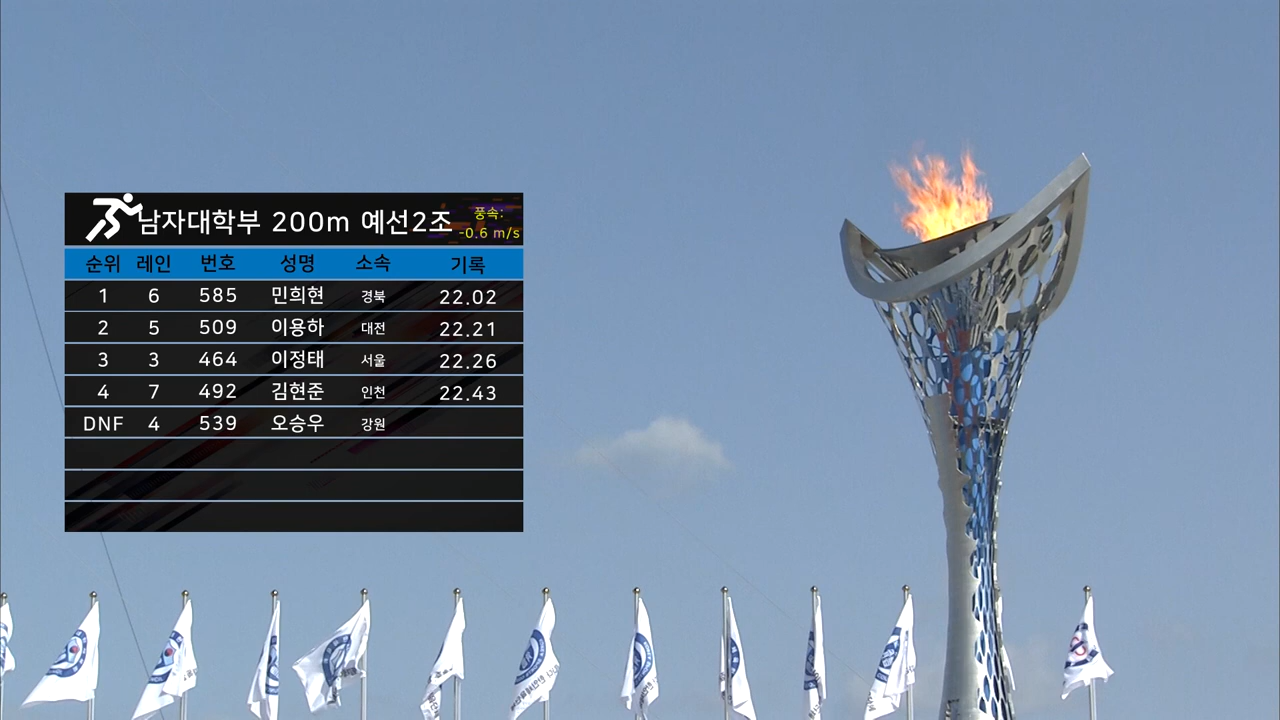 남자대학부 200m 예선2조 풍속: -0.6 m/s
순위 레인 번호 성명 소속 기록
1 6 585 민희현 경북 22.02
2 5 509 이용하 대전 22.21
3 3 464 이정태 서울 22.26
4 7 492 김현준 인천 22.43
DNF 4 539 오승우 강원